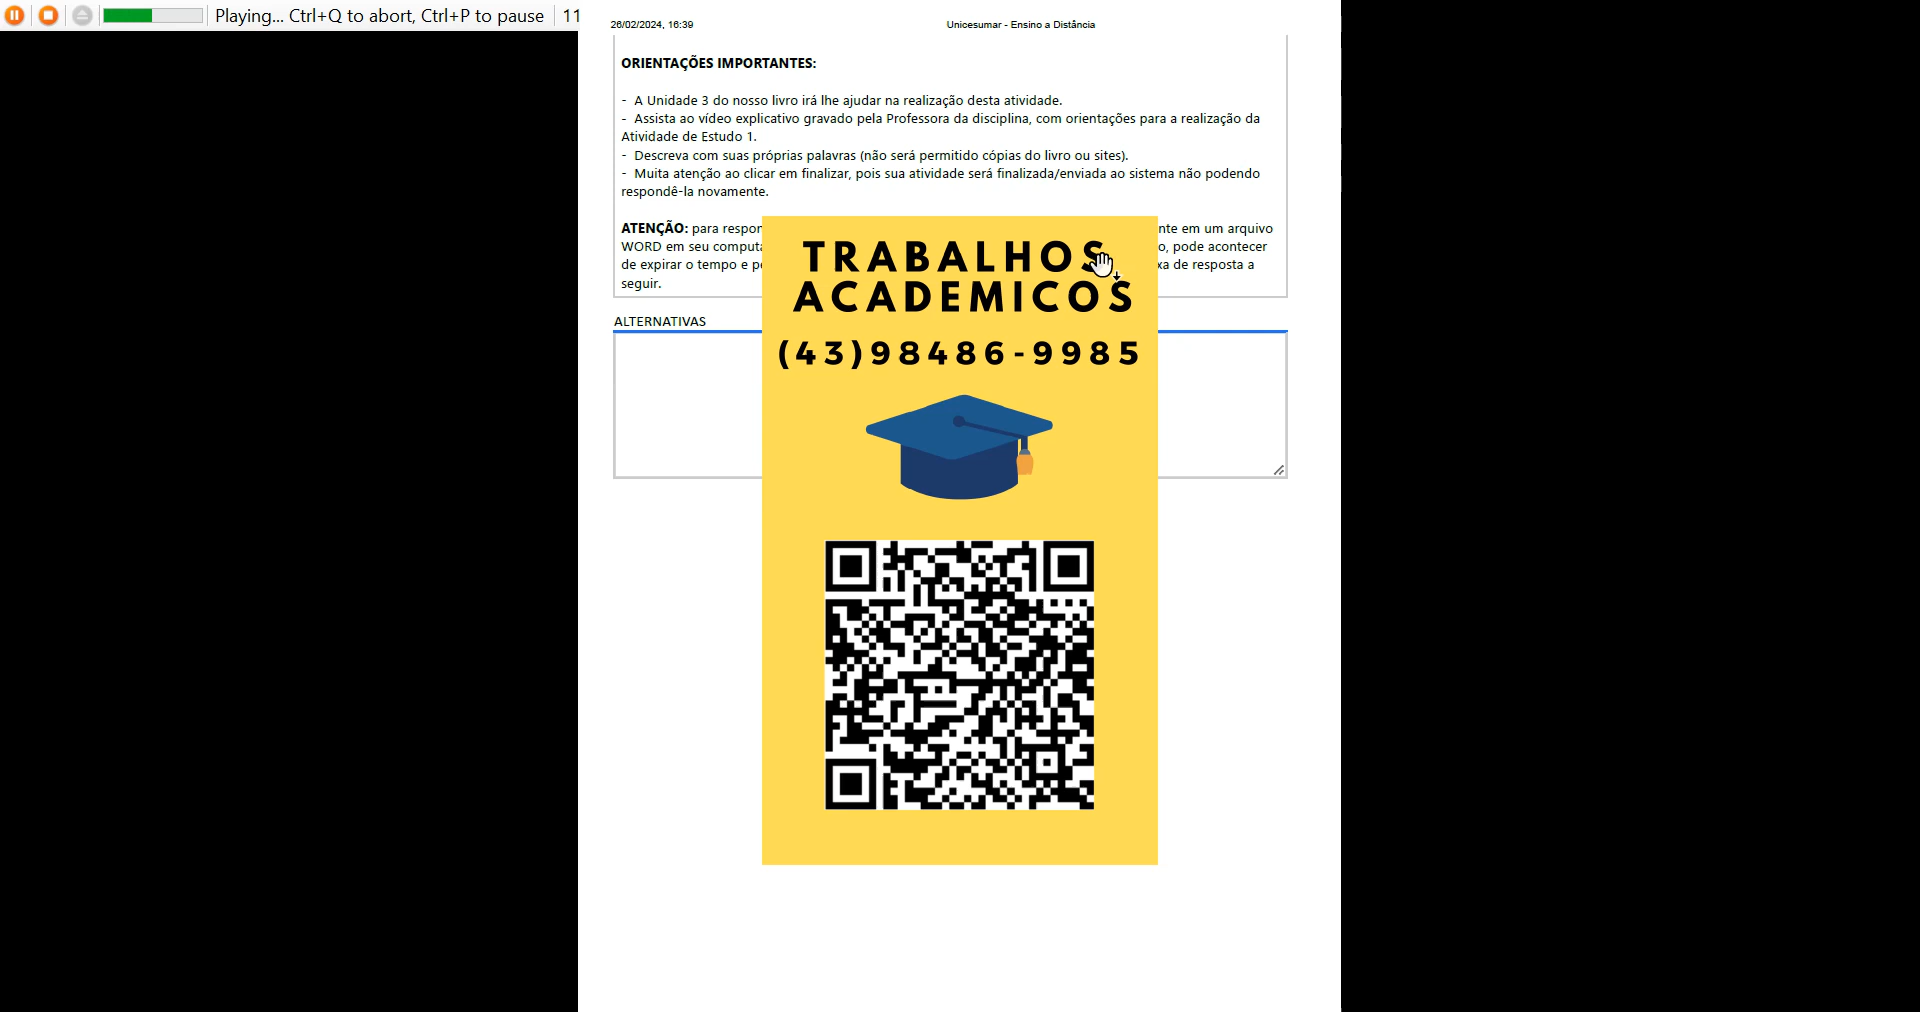 Playing... Ctrl+Q to abort, Ctrl+P to pause
11
26/02/2024, 16:39
Unicesumar - Ensino a Distância
ORIENTAÇÕES IMPORTANTES:
- A Unidade 3 do nosso livro irá lhe ajudar na realização desta atividade.
- Assista ao vídeo explicativo gravado pela Professora da disciplina, com orientações para a realização da
Atividade de Estudo 1.
- Descreva com suas próprias palavras (não será permitido cópias do livro ou sites).
- Muita atenção ao clicar em finalizar, pois sua atividade será finalizada/enviada ao sistema não podendo
respondê-la novamente.
ATENÇÃO: para respon
nte em um arquivo
WORD em seu computa
o, pode acontecer
de expirar o tempo e p
xa de resposta a
seguir.
TRABALHOS
ACADEMICOS
(43)98486-9985
ALTERNATIVAS